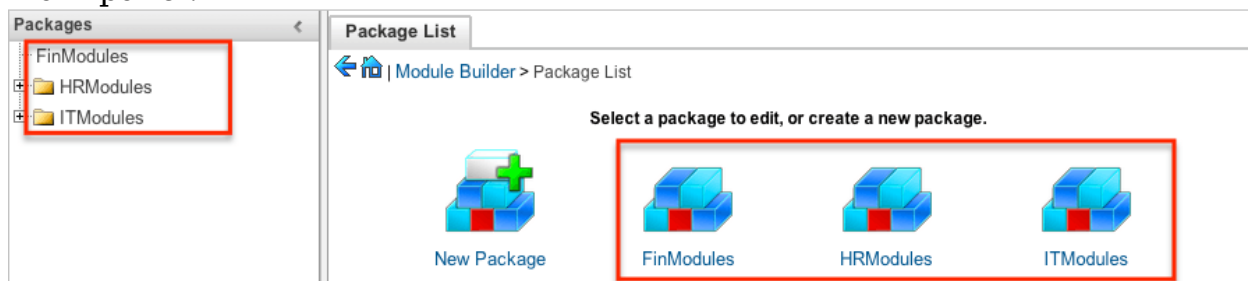 Packages
FinModules
HRModules
ITModules
Package List
| Module Builder > Package List
Select a package to edit, or create a new package.
New Package
FinModules
HRModules
ITModules